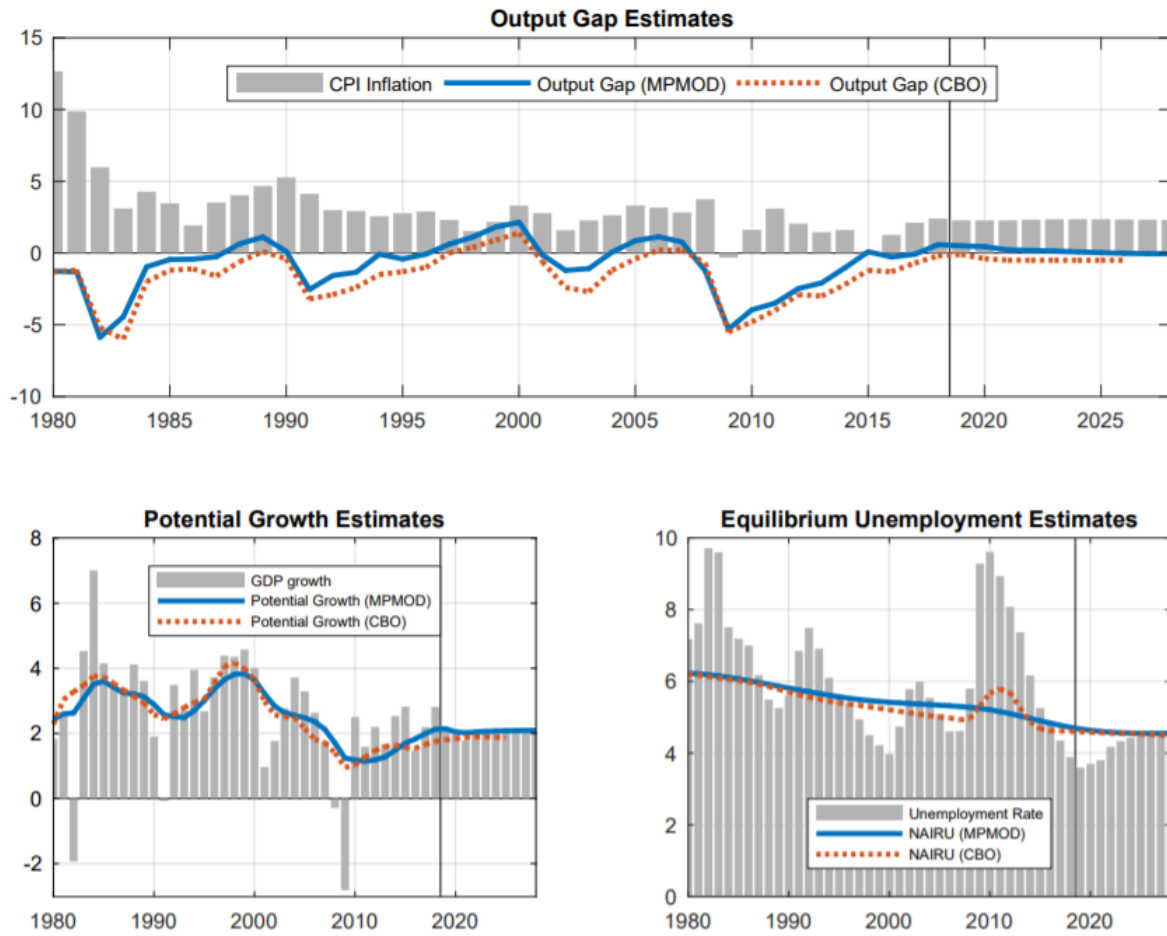 Output Gap Estimates
15
10
5
0
-5
-10
CPI Inflation Output Gap (MPMOD) Output Gap (CBO)
1980 1985 1990 1995 2000 2005 2010 2015 2020 2025
Potential Growth Estimates
8
6
4
2
0
-2
GDP growth
Potential Growth (MPMOD)
Potential Growth (CBO)
1980 1990 2000 2010 2020
Equilibrium Unemployment Estimates
10
8
6
4
2
0
Unemployment Rate
NAIRU (MPMOD)
NAIRU (CBO)
1980 1990 2000 2010 2020